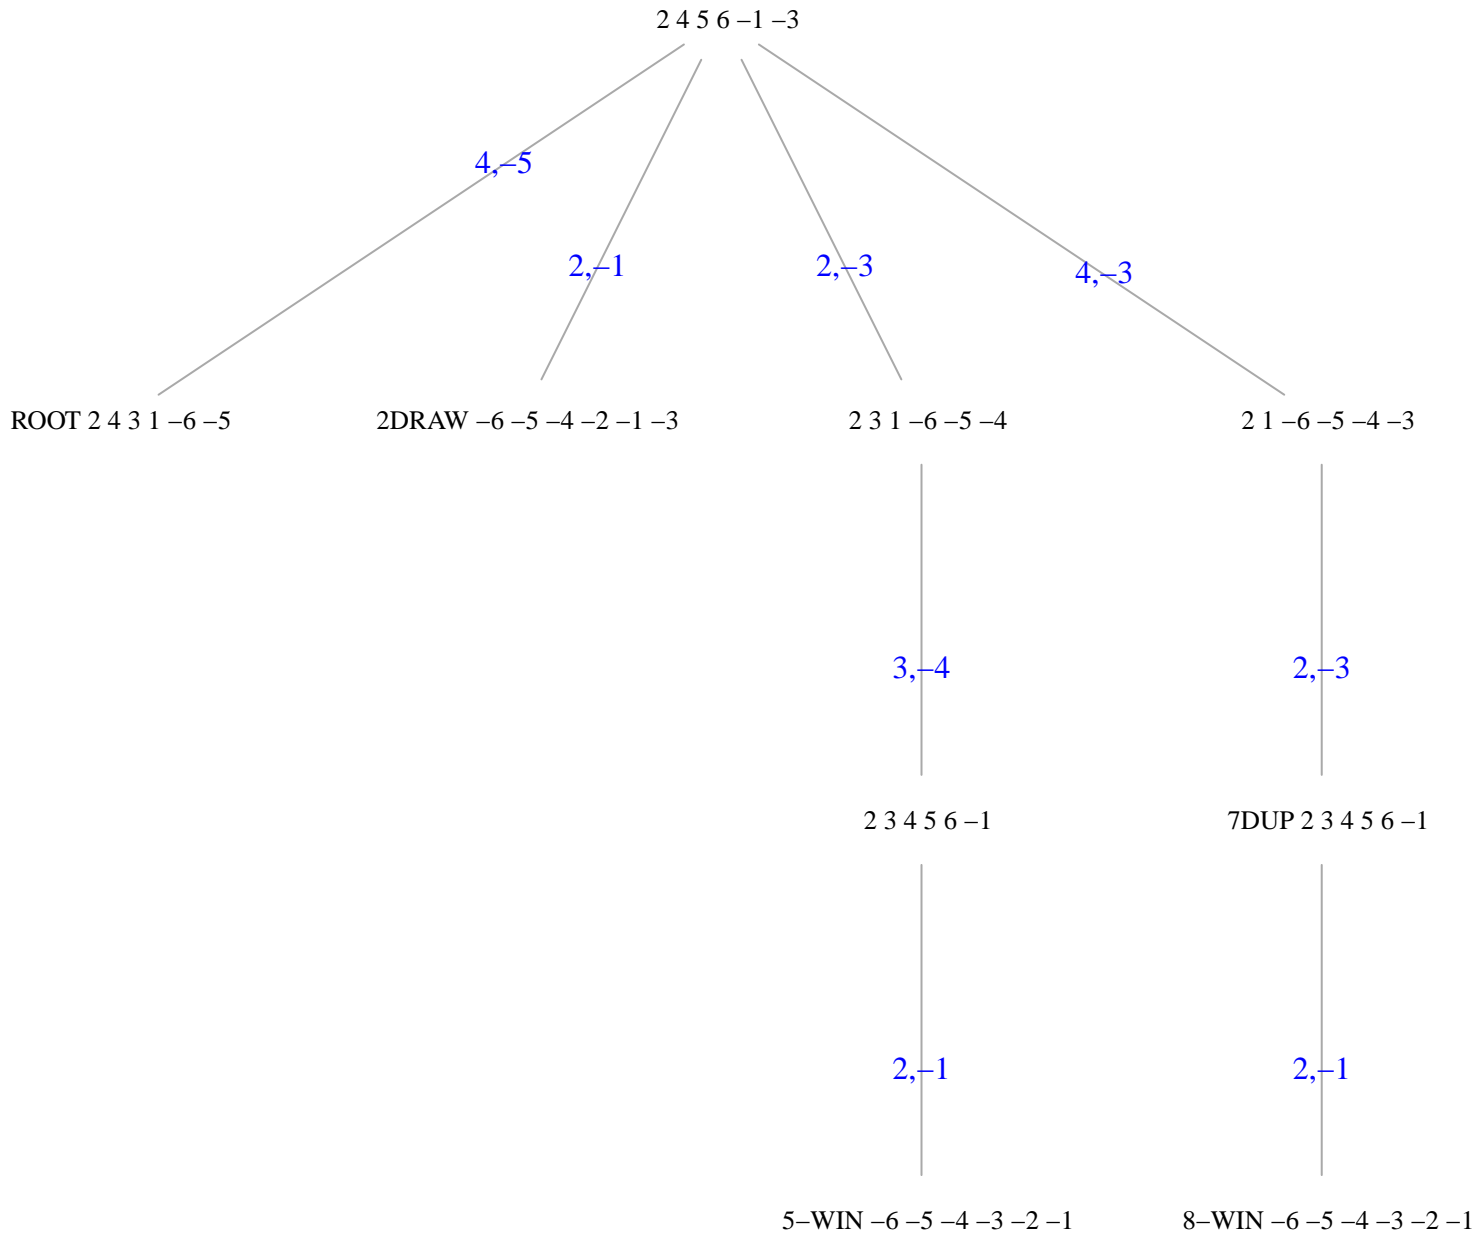 2 4 5 6 –1 –3
4,–5
2,–1
2,–3
4,–3
ROOT 2 4 3 1 –6 –5
2DRAW –6 –5 –4 –2 –1 –3
2 3 1 –6 –5 –4
2 1 –6 –5 –4 –3
3,–4
2,–3
2 3 4 5 6 –1
7DUP 2 3 4 5 6 –1
2,–1
2,–1
5–WIN –6 –5 –4 –3 –2 –1
8–WIN –6 –5 –4 –3 –2 –1